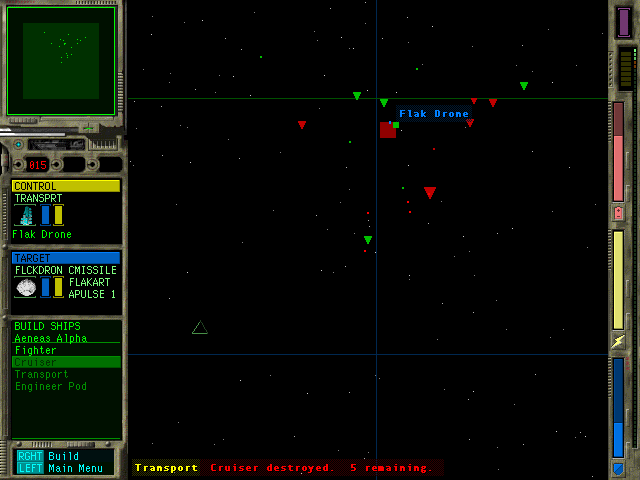 Flak Drone
015
CONTROL
TRANSPRT
Flak Drone
TARGET
FLCKDRON CMISSILE
FLAKART
APULSE 1
BUILD SHIPS
Aeneas Alpha
Fighter
Cruiser
Transport
Engineer Pod
RGHT Build
LEFT Main Menu
Transport Cruiser destroyed. 5 remaining.